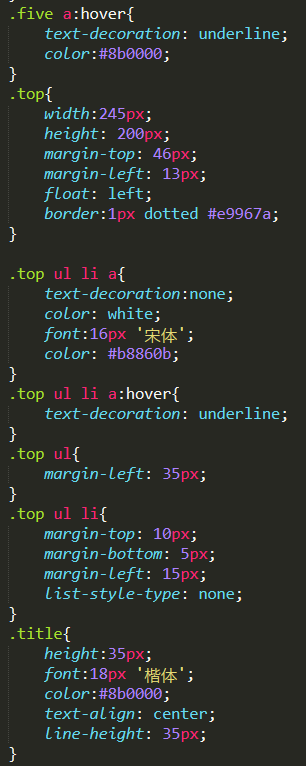 .five a:hover{
text-decoration: underline;
color:#8b0000;
}
.top{
width:245px;
height: 200px;
margin-top: 46px;
margin-left: 13px;
float: left;
border:1px dotted #e9967a;
}
.top ul li a{
text-decoration:none;
color: white;
font:16px '宋体';
color: #b8860b;
}
.top ul li a:hover{
text-decoration: underline;
}
.top ul{
margin-left: 35px;
}
.top ul li{
margin-top: 10px;
margin-bottom: 5px;
margin-left: 15px;
list-style-type: none;
}
.title{
height:35px;
font:18px '楷体';
color:#8b0000;
text-align: center;
line-height: 35px;
}